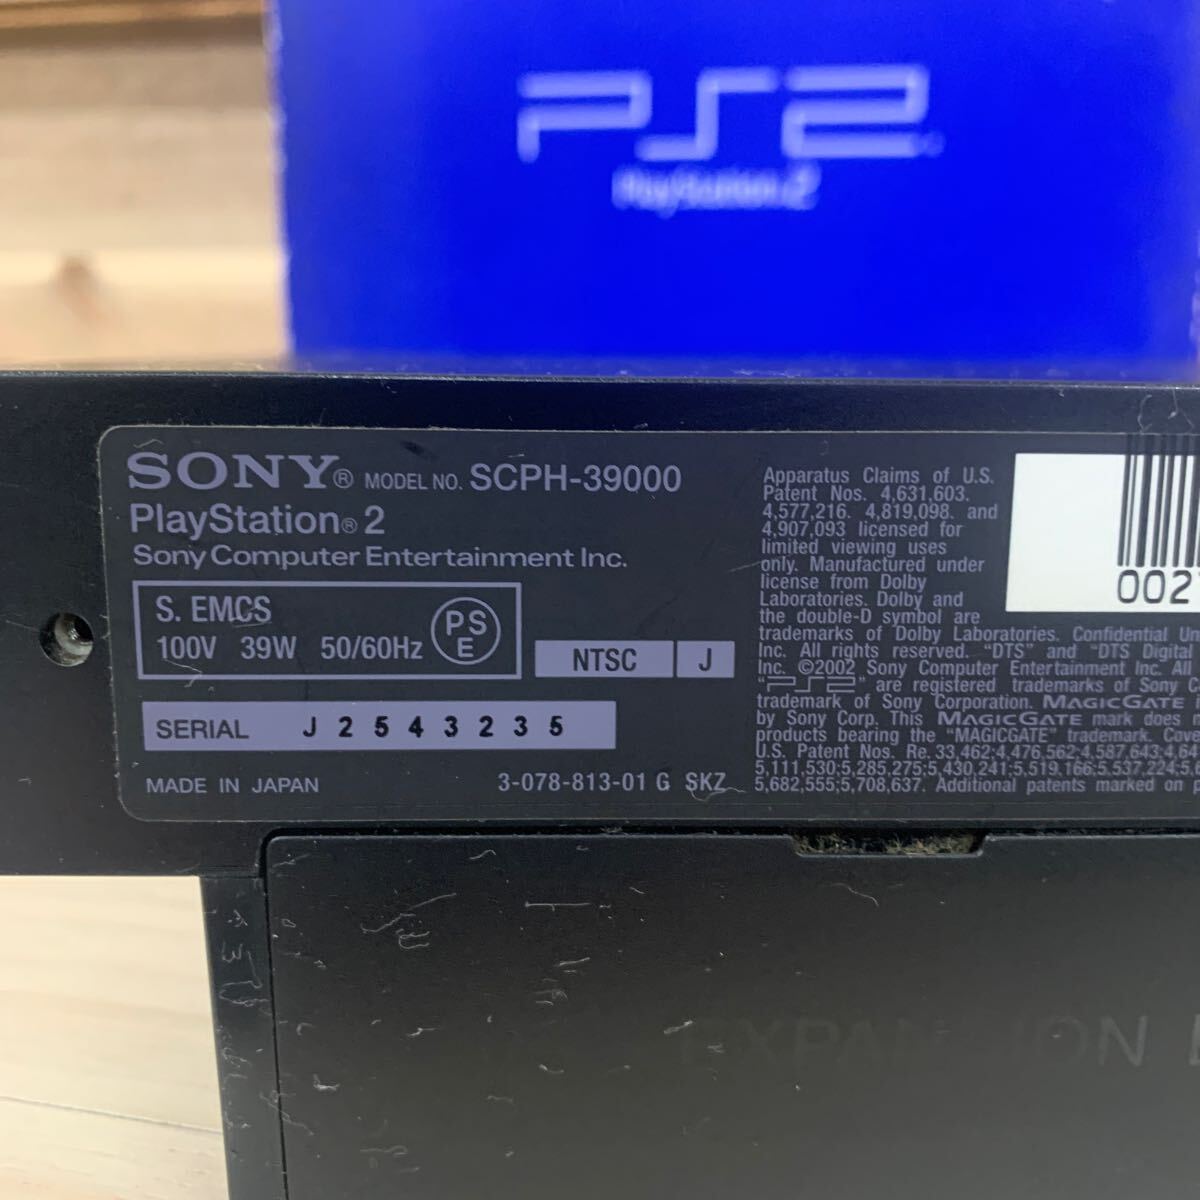 PS2
PlayStation 2
SONY® MODEL NO. SCPH-39000
PlayStation® 2
Sony Computer Entertainment Inc.
S. EMCS
100V 39W 50/60Hz
PS
E
NTSC
J
SERIAL J 2 5 4 3 2 3 5
MADE IN JAPAN
3-078-813-01 G SKZ
Apparatus Claims of U.S.
Patent Nos. 4,631,603.
4,577,216. 4,819,098. and
4,907,093 licensed for
limited viewing uses
only. Manufactured under
license from Dolby
Laboratories. Dolby and
the double-D symbol are
trademarks of Dolby Laboratories. Confidential
Inc. All rights reserved. "DTS" and "DTS Digital
Inc. ©2002 Sony Computer Entertainment Inc. All
"PS2" are registered trademarks of Sony
trademark of Sony Corporation. MAGICGATE
by Sony Corp. This MAGICGATE mark does
products bearing the "MAGICGATE" trademark.
U.S. Patent Nos. Re. 33,462;4,476,562;4,587,643;
5,111,530;5,285,275;5,430,241;5,519,166;5,537,224;
5,682,555;5,708,637. Additional patents marked on
002
EXPANSION